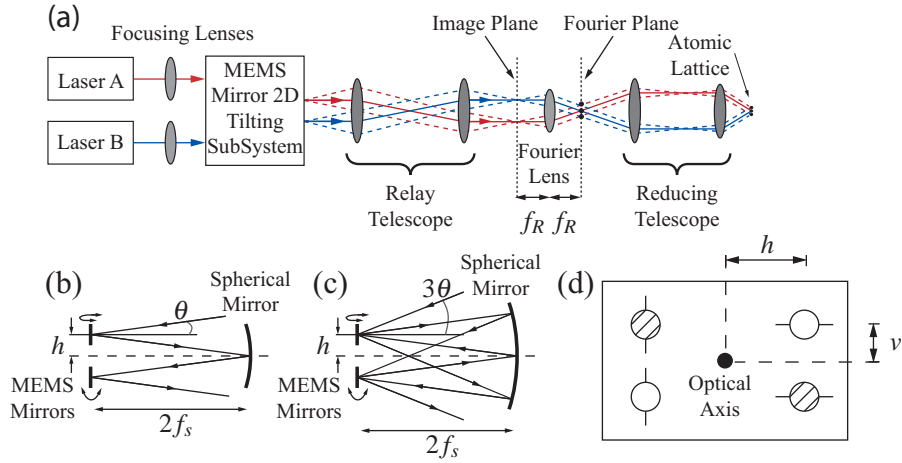 (a)
Focusing Lenses
Laser A
Laser B
MEMS
Mirror 2D
Tilting
SubSystem
Relay
Telescope
Image Plane
Fourier Plane
Fourier
Lens
f_R f_R
Atomic
Lattice
Reducing
Telescope
(b)
Spherical
Mirror
θ
h
MEMS
Mirrors
2f_s
(c)
Spherical
Mirror
3θ
h
MEMS
Mirrors
2f_s
(d)
h
v
Optical
Axis